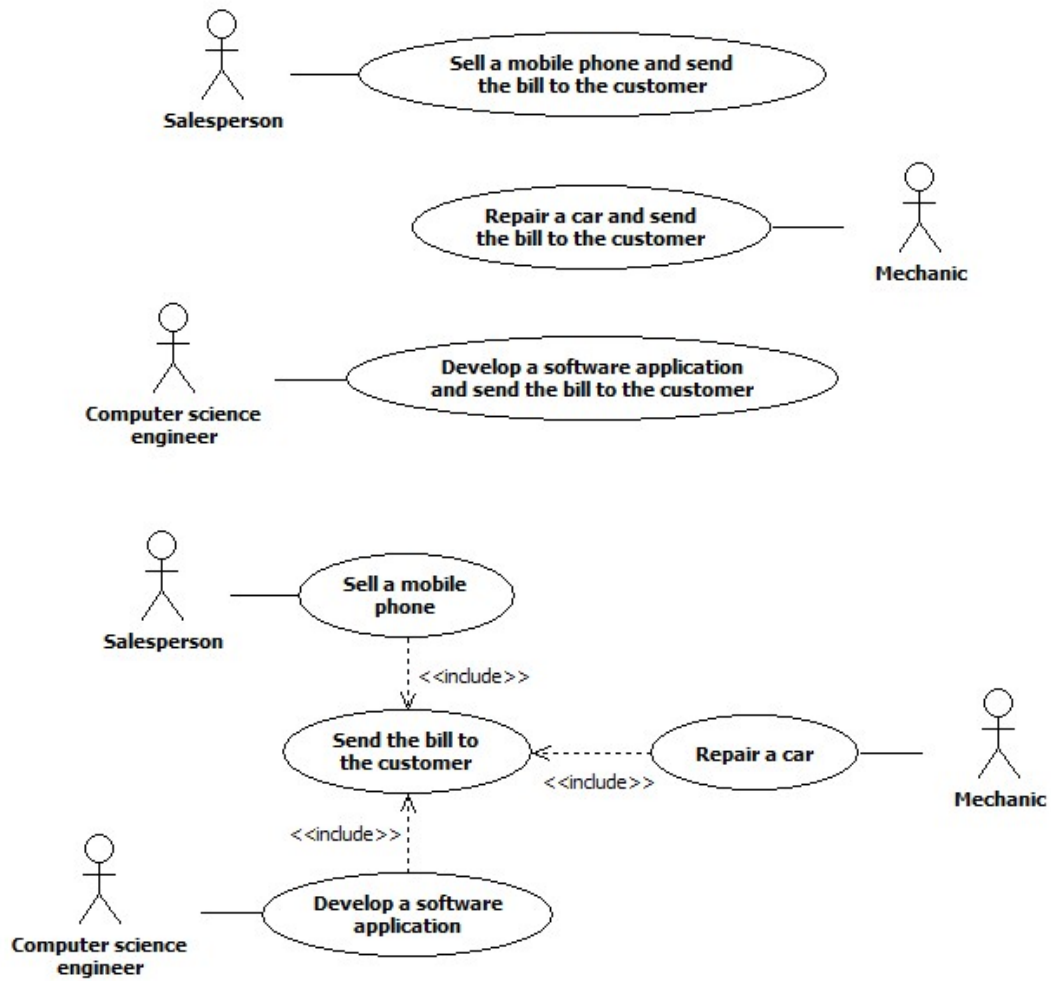 Sell a mobile phone and send
the bill to the customer
Salesperson
Repair a car and send
the bill to the customer
Mechanic
Develop a software application
and send the bill to the customer
Computer science
engineer
Sell a mobile
phone
Salesperson
<<include>>
Send the bill to
the customer
<<include>>
Repair a car
Mechanic
<<include>>
Develop a software
application
Computer science
engineer